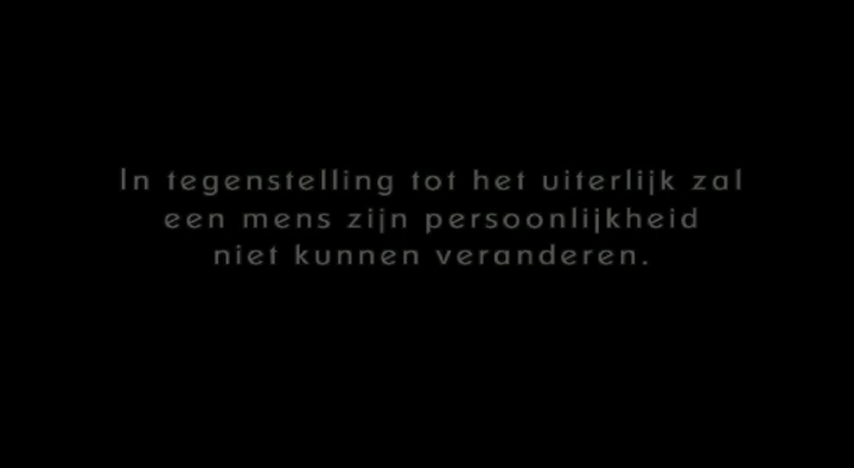 In tegenstelling tot het uiterlijk zal
een mens zijn persoonlijkheid
niet kunnen veranderen.